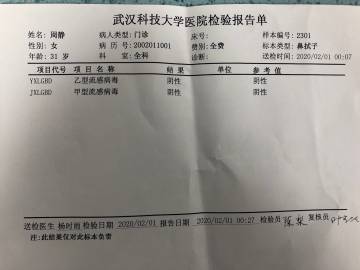 武汉科技大学医院检验报告单
姓名: 周静 病人类型: 门诊 床号: 样本编号: 2301
性别: 女 病 历 号: 2002011001 费别: 全费 标本类型: 鼻拭子
年龄: 31 岁 科 室: 全科 诊断: 送检时间: 2020/02/01 00:07
项目代号 项 目 名 称 结 果 单位 参 考 值
YXLGBD 乙型流感病毒 阴性 阴性
JXLGBD 甲型流感病毒 阴性 阴性
送检医生 杨时雨 检验日期 2020/02/01 报告日期 2020/02/01 00:27 检验员 复核员
注:此结果仅对此标本负责